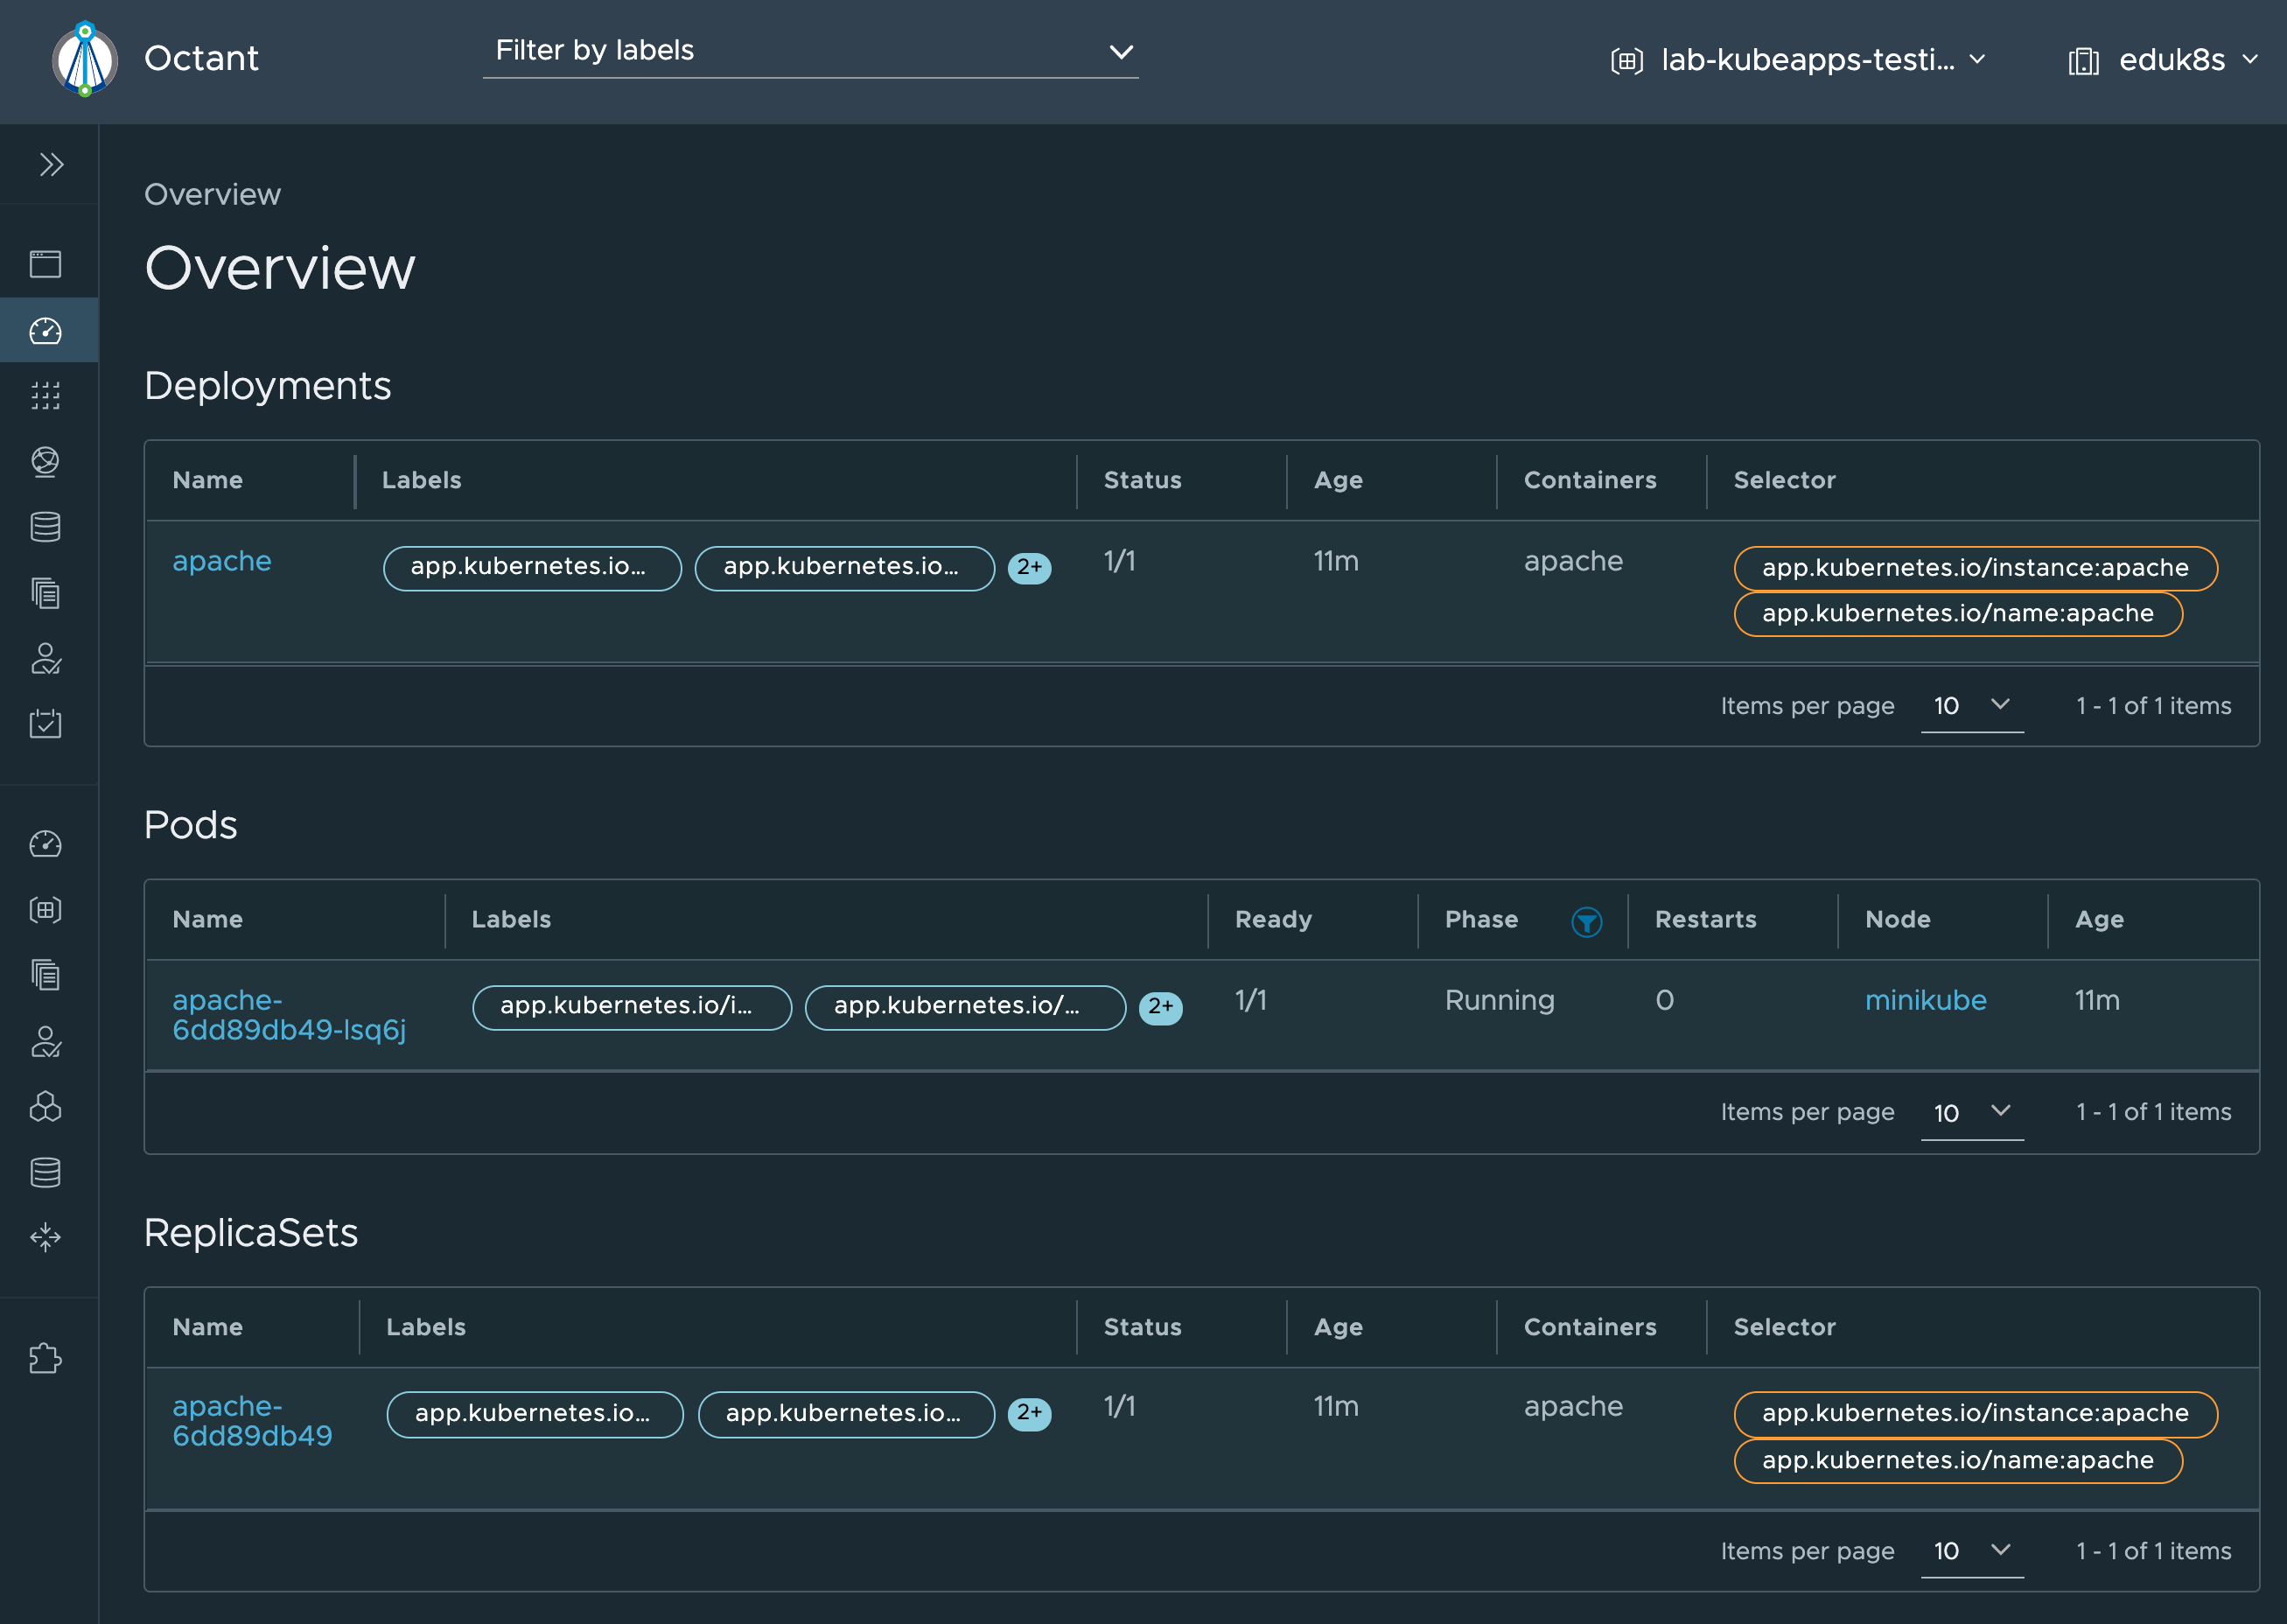 Octant
Filter by labels
lab-kubeapps-testi...
eduk8s
Overview
Overview
Deployments
Name Labels Status Age Containers Selector
apache app.kubernetes.io... app.kubernetes.io... 2+ 1/1 11m apache app.kubernetes.io/instance:apache
app.kubernetes.io/name:apache
Items per page 10 1 - 1 of 1 items
Pods
Name Labels Ready Phase Restarts Node Age
apache- app.kubernetes.io/i... app.kubernetes.io/... 2+ 1/1 Running 0 minikube 11m
6dd89db49-lsq6j
Items per page 10 1 - 1 of 1 items
ReplicaSets
Name Labels Status Age Containers Selector
apache- app.kubernetes.io... app.kubernetes.io... 2+ 1/1 11m apache app.kubernetes.io/instance:apache
6dd89db49 app.kubernetes.io/name:apache
Items per page 10 1 - 1 of 1 items